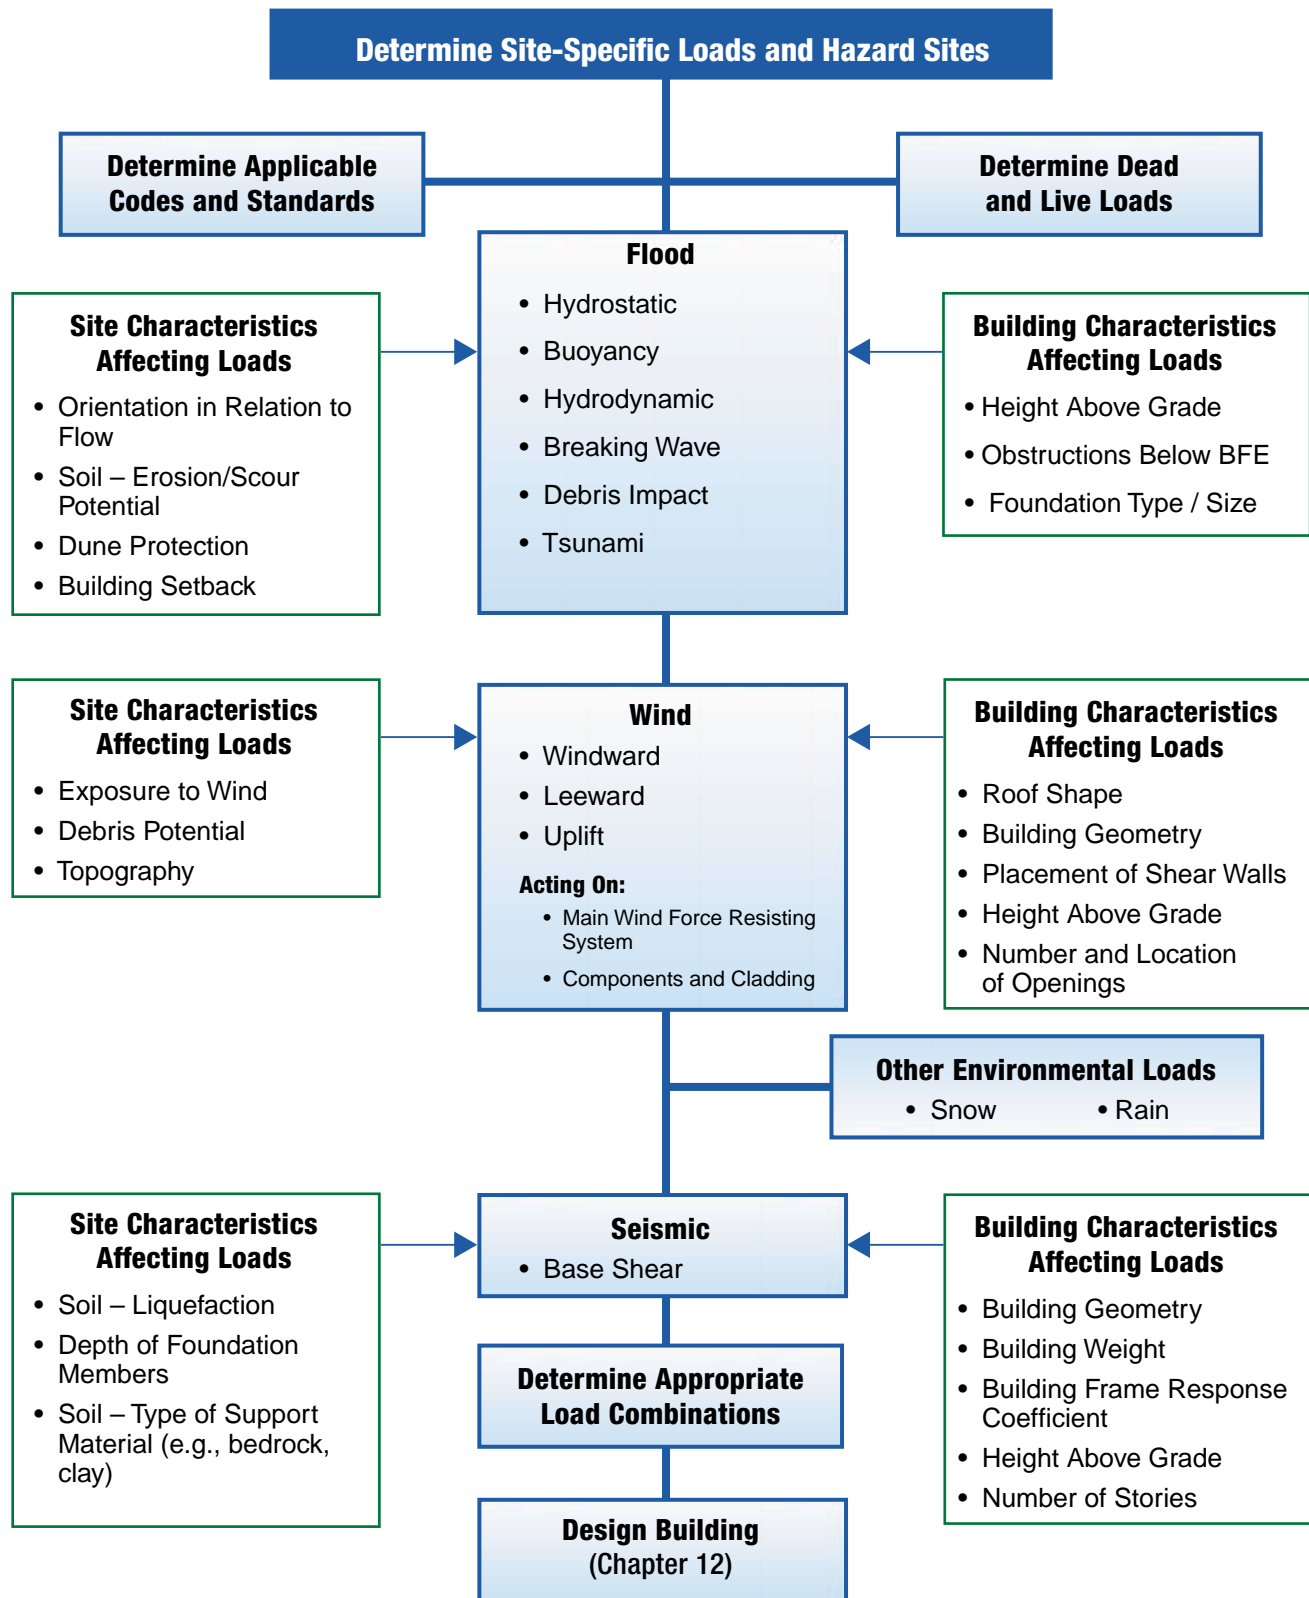 Determine Site-Specific Loads and Hazard Sites
Determine Applicable
Codes and Standards
Determine Dead
and Live Loads
Flood
• Hydrostatic
• Buoyancy
• Hydrodynamic
• Breaking Wave
• Debris Impact
• Tsunami
Site Characteristics
Affecting Loads
• Orientation in Relation to
Flow
• Soil – Erosion/Scour
Potential
• Dune Protection
• Building Setback
Building Characteristics
Affecting Loads
• Height Above Grade
• Obstructions Below BFE
• Foundation Type / Size
Site Characteristics
Affecting Loads
• Exposure to Wind
• Debris Potential
• Topography
Wind
• Windward
• Leeward
• Uplift
Acting On:
• Main Wind Force Resisting
System
• Components and Cladding
Building Characteristics
Affecting Loads
• Roof Shape
• Building Geometry
• Placement of Shear Walls
• Height Above Grade
• Number and Location
of Openings
Other Environmental Loads
• Snow • Rain
Site Characteristics
Affecting Loads
• Soil – Liquefaction
• Depth of Foundation
Members
• Soil – Type of Support
Material (e.g., bedrock,
clay)
Seismic
• Base Shear
Building Characteristics
Affecting Loads
• Building Geometry
• Building Weight
• Building Frame Response
Coefficient
• Height Above Grade
• Number of Stories
Determine Appropriate
Load Combinations
Design Building
(Chapter 12)